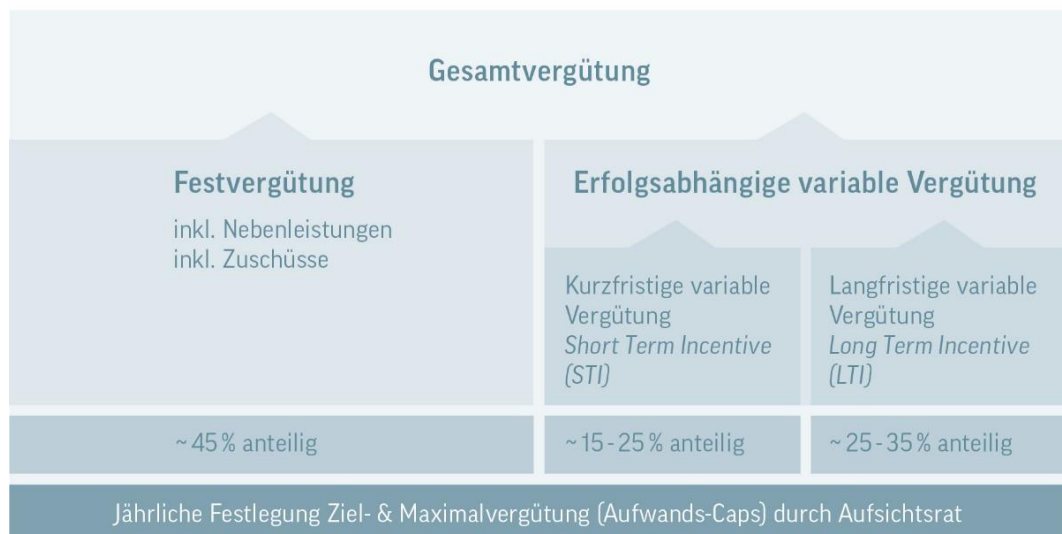 Gesamtvergütung
Festvergütung
inkl. Nebenleistungen
inkl. Zuschüsse
Erfolgsabhängige variable Vergütung
Kurzfristige variable
Vergütung
Short Term Incentive
(STI)
Langfristige variable
Vergütung
Long Term Incentive
(LTI)
~ 45 % anteilig
~ 15 - 25 % anteilig
~ 25 - 35 % anteilig
Jährliche Festlegung Ziel- & Maximalvergütung (Aufwands-Caps) durch Aufsichtsrat